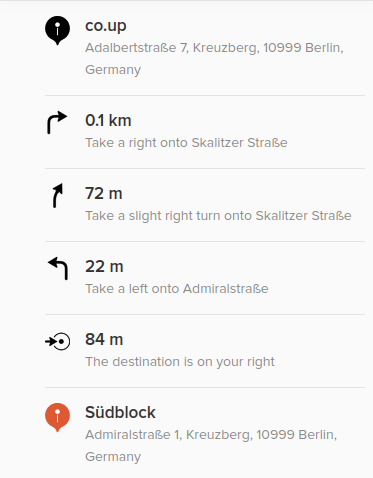 co.up
Adalbertstraße 7, Kreuzberg, 10999 Berlin,
Germany
0.1 km
Take a right onto Skalitzer Straße
72 m
Take a slight right turn onto Skalitzer Straße
22 m
Take a left onto Admiralstraße
84 m
The destination is on your right
Südblock
Admiralstraße 1, Kreuzberg, 10999 Berlin,
Germany